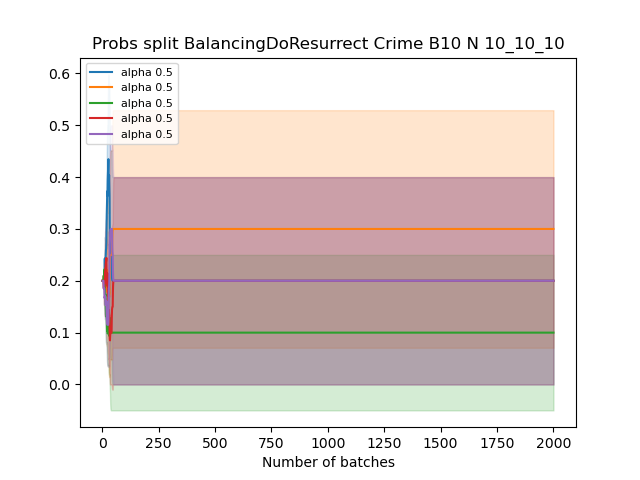 Probs split BalancingDoResurrect Crime B10 N 10_10_10
0.6
0.5
0.4
0.3
0.2
0.1
0.0
alpha 0.5
alpha 0.5
alpha 0.5
alpha 0.5
alpha 0.5
0 250 500 750 1000 1250 1500 1750 2000
Number of batches